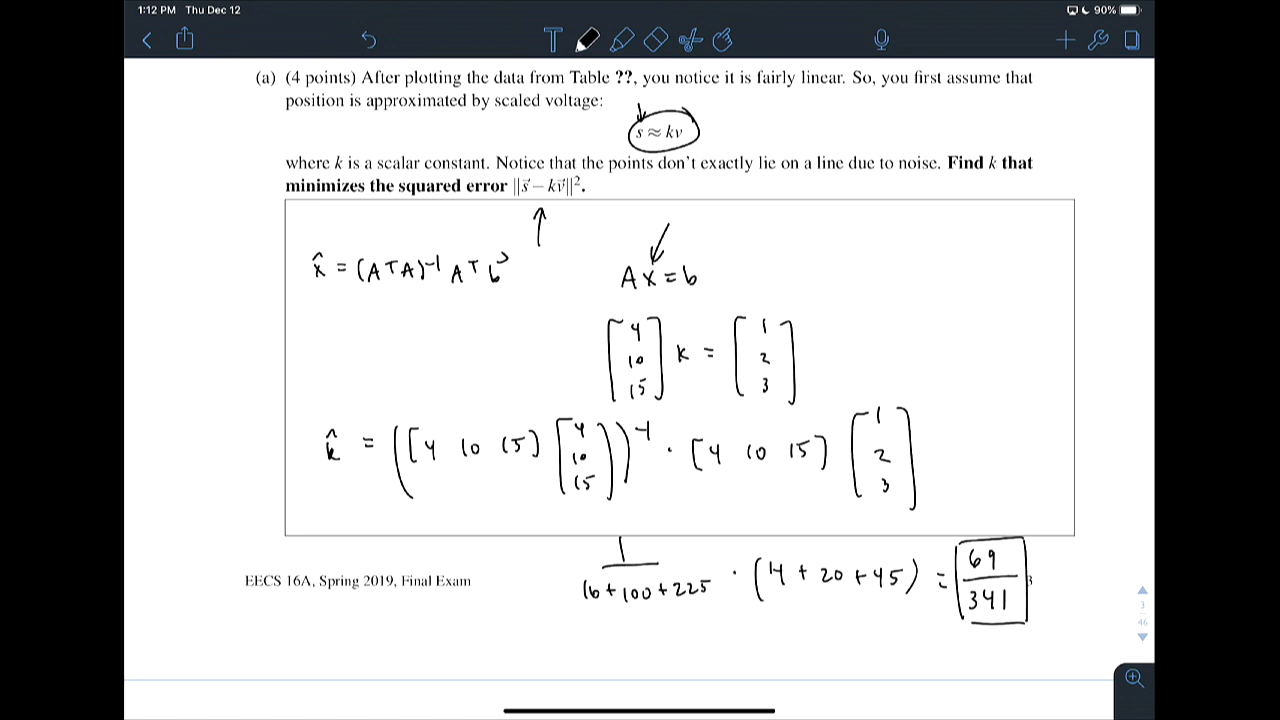 1:12 PM Thu Dec 12
90%
(a) (4 points) After plotting the data from Table ??, you notice it is fairly linear. So, you first assume that
position is approximated by scaled voltage:
s ≈ kv
where k is a scalar constant. Notice that the points don't exactly lie on a line due to noise. Find k that
minimizes the squared error ||s⃗ − kv⃗||².
x̂ = (A⊤A)⁻¹ A⊤ b⃗
Ax = b
[4 10 15] k = [1 2 3]
k̂ = ([4 10 15] [4 10 15])⁻¹ · [4 10 15] [1 2 3]
1 / 16 + 100 + 225 · (4 + 20 + 45) = 69 / 341
EECS 16A, Spring 2019, Final Exam
3
46